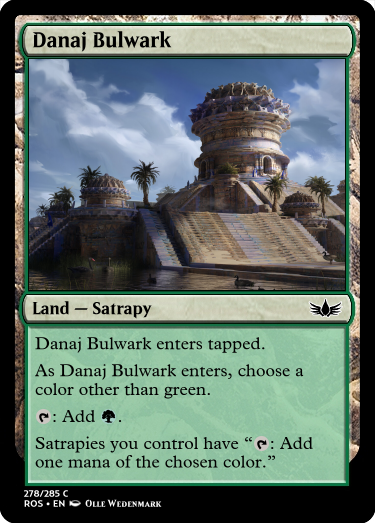 Danaj Bulwark
Land — Satrapy
Danaj Bulwark enters tapped.
As Danaj Bulwark enters, choose a
color other than green.
: Add .
Satrapies you control have “: Add
one mana of the chosen color.”
278/285 C
ROS • EN Olle Wedenmark